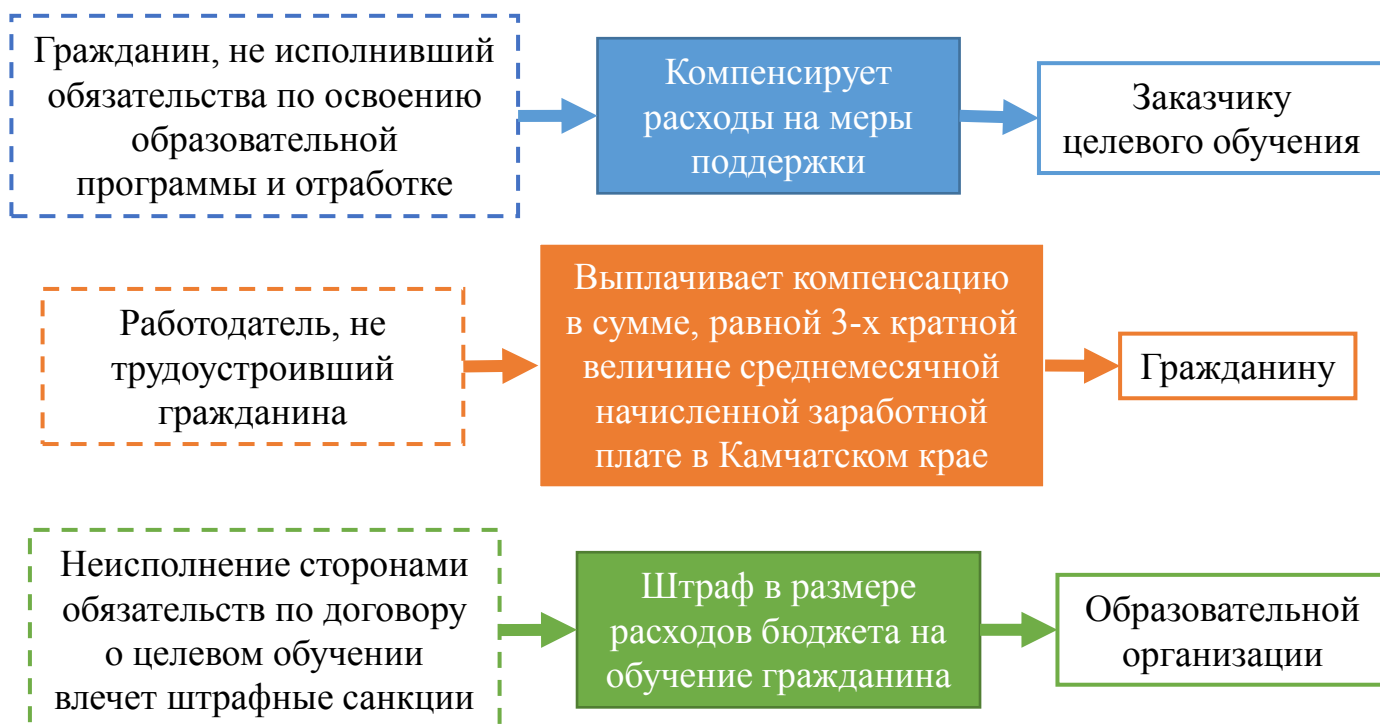 Гражданин, не исполнивший
обязательства по освоению
образовательной
программы и отработке
Компенсирует
расходы на меры
поддержки
Заказчику
целевого обучения
Работодатель, не
трудоустроивший
гражданина
Выплачивает компенсацию
в сумме, равной 3-х кратной
величине среднемесячной
начисленной заработной
плате в Камчатском крае
Гражданину
Неисполнение сторонами
обязательств по договору
о целевом обучении
влечет штрафные санкции
Штраф в размере
расходов бюджета на
обучение гражданина
Образовательной
организации